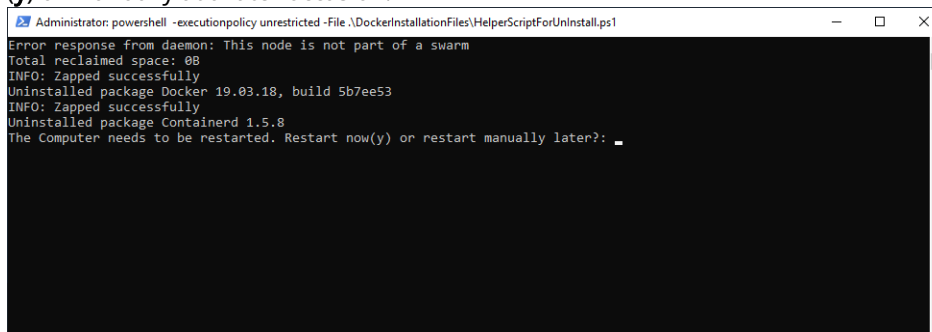 Administrator: powershell -executionpolicy unrestricted -File .\DockerInstallationFiles\HelperScriptForUnInstall.ps1
Error response from daemon: This node is not part of a swarm
Total reclaimed space: 0B
INFO: Zapped successfully
Uninstalled package Docker 19.03.18, build 5b7ee53
INFO: Zapped successfully
Uninstalled package Containerd 1.5.8
The Computer needs to be restarted. Restart now(y) or restart manually later?: